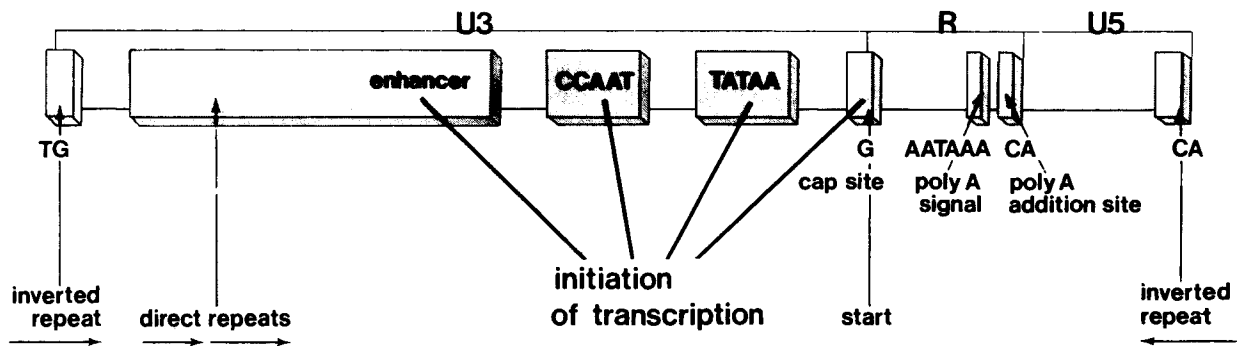 U3 R U5
enhancer CCAAT TATAA
TG G AATAAA CA CA
cap site poly A poly A
signal addition site
initiation
of transcription
inverted
repeat direct repeats start inverted
repeat